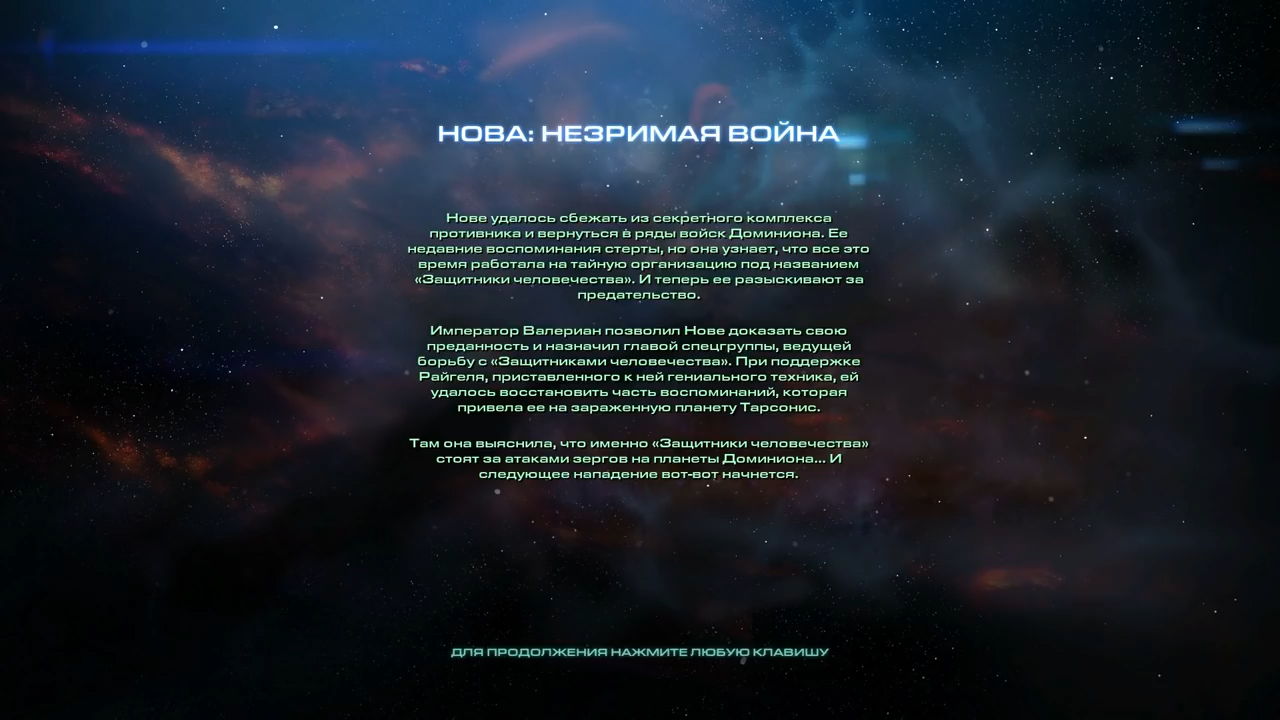 НОВА: НЕЗРИМАЯ ВОЙНА
Нове удалось сбежать из секретного комплекса
противника и вернуться в ряды войск Доминиона. Ее
недавние воспоминания стерты, но она узнает, что все это
время работала на тайную организацию под названием
«Защитники человечества». И теперь ее разыскивают за
предательство.
Император Валериан позволил Нове доказать свою
преданность и назначил главой спецгруппы, ведущей
борьбу с «Защитниками человечества». При поддержке
Райгеля, приставленного к ней гениального техника, ей
удалось восстановить часть воспоминаний, которая
привела ее на зараженную планету Тарсонис.
Там она выяснила, что именно «Защитники человечества»
стоят за атаками зергов на планеты Доминиона... И
следующее нападение вот-вот начнется.
ДЛЯ ПРОДОЛЖЕНИЯ НАЖМИТЕ ЛЮБУЮ КЛАВИШУ